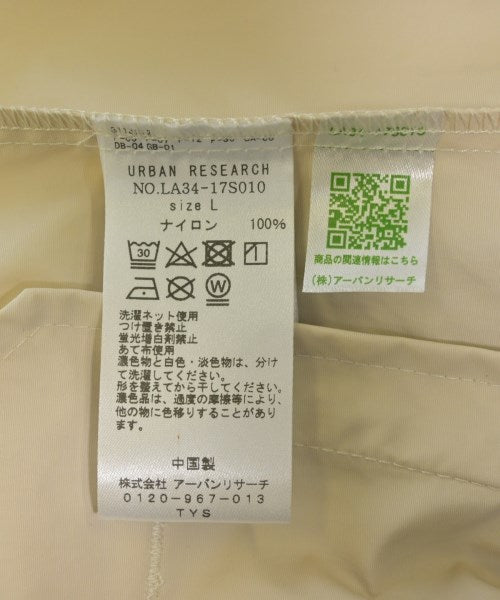 DB-04 GB-01
URBAN RESEARCH
NO.LA34-17S010
size L
ナイロン 100%
30
W
洗濯ネット使用
つけ置き禁止
蛍光増白剤禁止
あて布使用
濃色物と白色・淡色物は、分け
て洗濯してください。
形を整えてから干してください。
濃色品は、過度の摩擦等により、
他の物に色移りすることがあり
ます。
中国製
株式会社 アーバンリサーチ
0120-967-013
TYS
商品の関連情報はこちら
(株)アーバンリサーチ